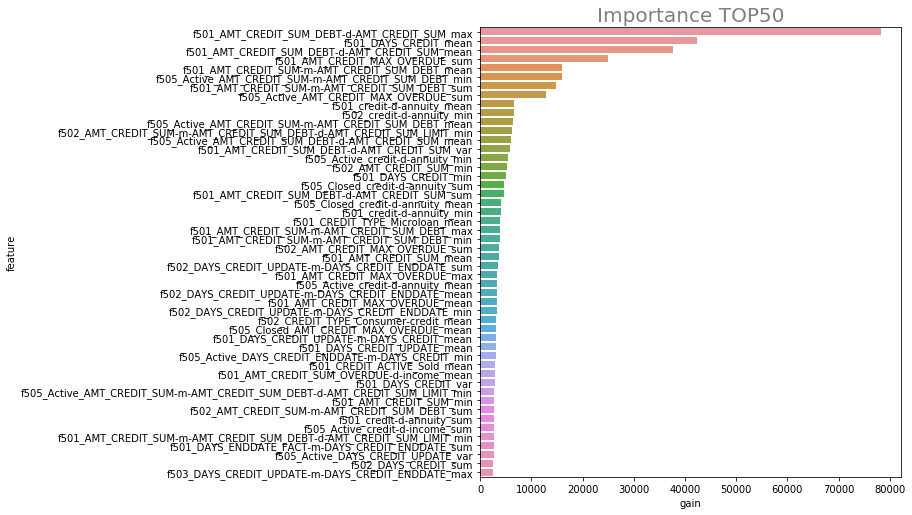 Importance TOP50
f501_AMT_CREDIT_SUM_DEBT-d-AMT_CREDIT_SUM_max
f501_DAYS_CREDIT_mean
f501_AMT_CREDIT_SUM_DEBT-d-AMT_CREDIT_SUM_mean
f501_AMT_CREDIT_MAX_OVERDUE_sum
f501_AMT_CREDIT_SUM-m-AMT_CREDIT_SUM_DEBT_mean
f505_Active_AMT_CREDIT_SUM-m-AMT_CREDIT_SUM_DEBT_min
f501_AMT_CREDIT_SUM-m-AMT_CREDIT_SUM_DEBT_sum
f505_Active_AMT_CREDIT_MAX_OVERDUE_sum
f501_credit-d-annuity_mean
f502_credit-d-annuity_min
f505_Active_AMT_CREDIT_SUM-m-AMT_CREDIT_SUM_DEBT_mean
f502_AMT_CREDIT_SUM-m-AMT_CREDIT_SUM_DEBT-d-AMT_CREDIT_SUM_LIMIT_min
f505_Active_AMT_CREDIT_SUM_DEBT-d-AMT_CREDIT_SUM_mean
f501_AMT_CREDIT_SUM_DEBT-d-AMT_CREDIT_SUM_var
f505_Active_credit-d-annuity_min
f502_AMT_CREDIT_SUM_min
f501_DAYS_CREDIT_min
f505_Closed_credit-d-annuity_sum
f501_AMT_CREDIT_SUM_DEBT-d-AMT_CREDIT_SUM_sum
f505_Closed_credit-d-annuity_mean
f501_credit-d-annuity_min
f501_CREDIT_TYPE_Microloan_mean
f501_AMT_CREDIT_SUM-m-AMT_CREDIT_SUM_DEBT_max
f501_AMT_CREDIT_SUM-m-AMT_CREDIT_SUM_DEBT_min
f502_AMT_CREDIT_MAX_OVERDUE_sum
f501_AMT_CREDIT_SUM_mean
f502_DAYS_CREDIT_UPDATE-m-DAYS_CREDIT_ENDDATE_sum
f501_AMT_CREDIT_MAX_OVERDUE_max
f505_Active_credit-d-annuity_mean
f502_DAYS_CREDIT_UPDATE-m-DAYS_CREDIT_ENDDATE_mean
f501_AMT_CREDIT_MAX_OVERDUE_mean
f502_DAYS_CREDIT_UPDATE-m-DAYS_CREDIT_ENDDATE_min
f502_CREDIT_TYPE_Consumer-credit_mean
f505_Closed_AMT_CREDIT_MAX_OVERDUE_mean
f501_DAYS_CREDIT_UPDATE-m-DAYS_CREDIT_mean
f501_DAYS_CREDIT_UPDATE_mean
f505_Active_DAYS_CREDIT_ENDDATE-m-DAYS_CREDIT_min
f501_CREDIT_ACTIVE_Sold_mean
f501_AMT_CREDIT_SUM_OVERDUE-d-income_mean
f501_DAYS_CREDIT_var
f505_Active_AMT_CREDIT_SUM-m-AMT_CREDIT_SUM_DEBT-d-AMT_CREDIT_SUM_LIMIT_min
f501_AMT_CREDIT_SUM_min
f502_AMT_CREDIT_SUM-m-AMT_CREDIT_SUM_DEBT_sum
f501_credit-d-annuity_sum
f505_Active_credit-d-income_sum
f501_AMT_CREDIT_SUM-m-AMT_CREDIT_SUM_DEBT-d-AMT_CREDIT_SUM_LIMIT_min
f501_DAYS_ENDDATE_FACT-m-DAYS_CREDIT_ENDDATE_sum
f505_Active_DAYS_CREDIT_UPDATE_var
f502_DAYS_CREDIT_sum
f503_DAYS_CREDIT_UPDATE-m-DAYS_CREDIT_ENDDATE_max
feature
0 10000 20000 30000 40000 50000 60000 70000 80000
gain